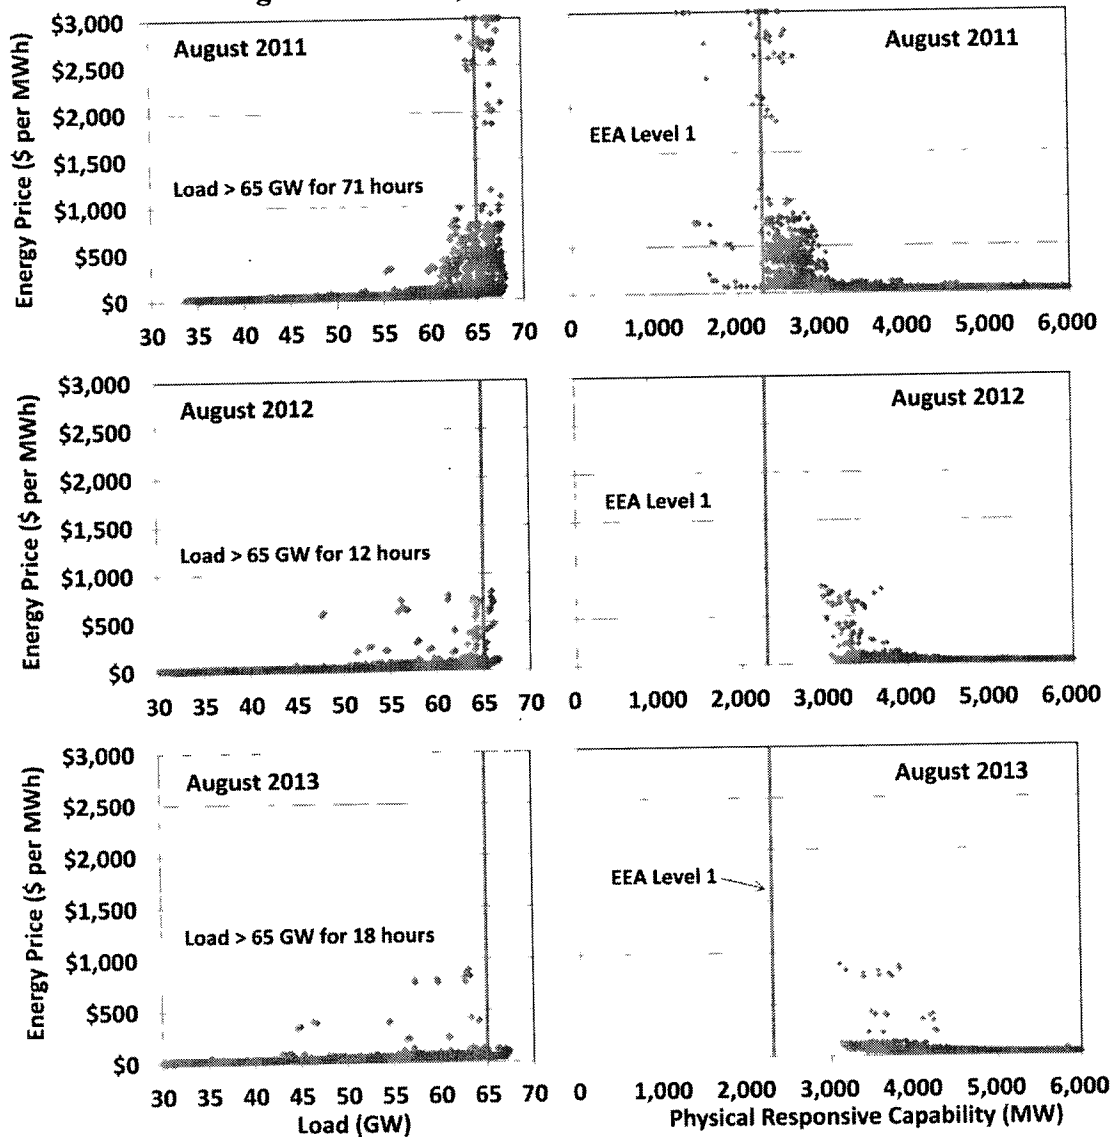 $3,000
$2,500
$2,000
$1,500
$1,000
$500
$0
Energy Price ($ per MWh)
August 2011
Load > 65 GW for 71 hours
30 35 40 45 50 55 60 65 70
August 2011
EEA Level 1
0 1,000 2,000 3,000 4,000 5,000 6,000
$3,000
$2,500
$2,000
$1,500
$1,000
$500
$0
Energy Price ($ per MWh)
August 2012
Load > 65 GW for 12 hours
30 35 40 45 50 55 60 65 70
August 2012
EEA Level 1
0 1,000 2,000 3,000 4,000 5,000 6,000
$3,000
$2,500
$2,000
$1,500
$1,000
$500
$0
Energy Price ($ per MWh)
August 2013
Load > 65 GW for 18 hours
30 35 40 45 50 55 60 65 70
Load (GW)
August 2013
EEA Level 1
0 1,000 2,000 3,000 4,000 5,000 6,000
Physical Responsive Capability (MW)